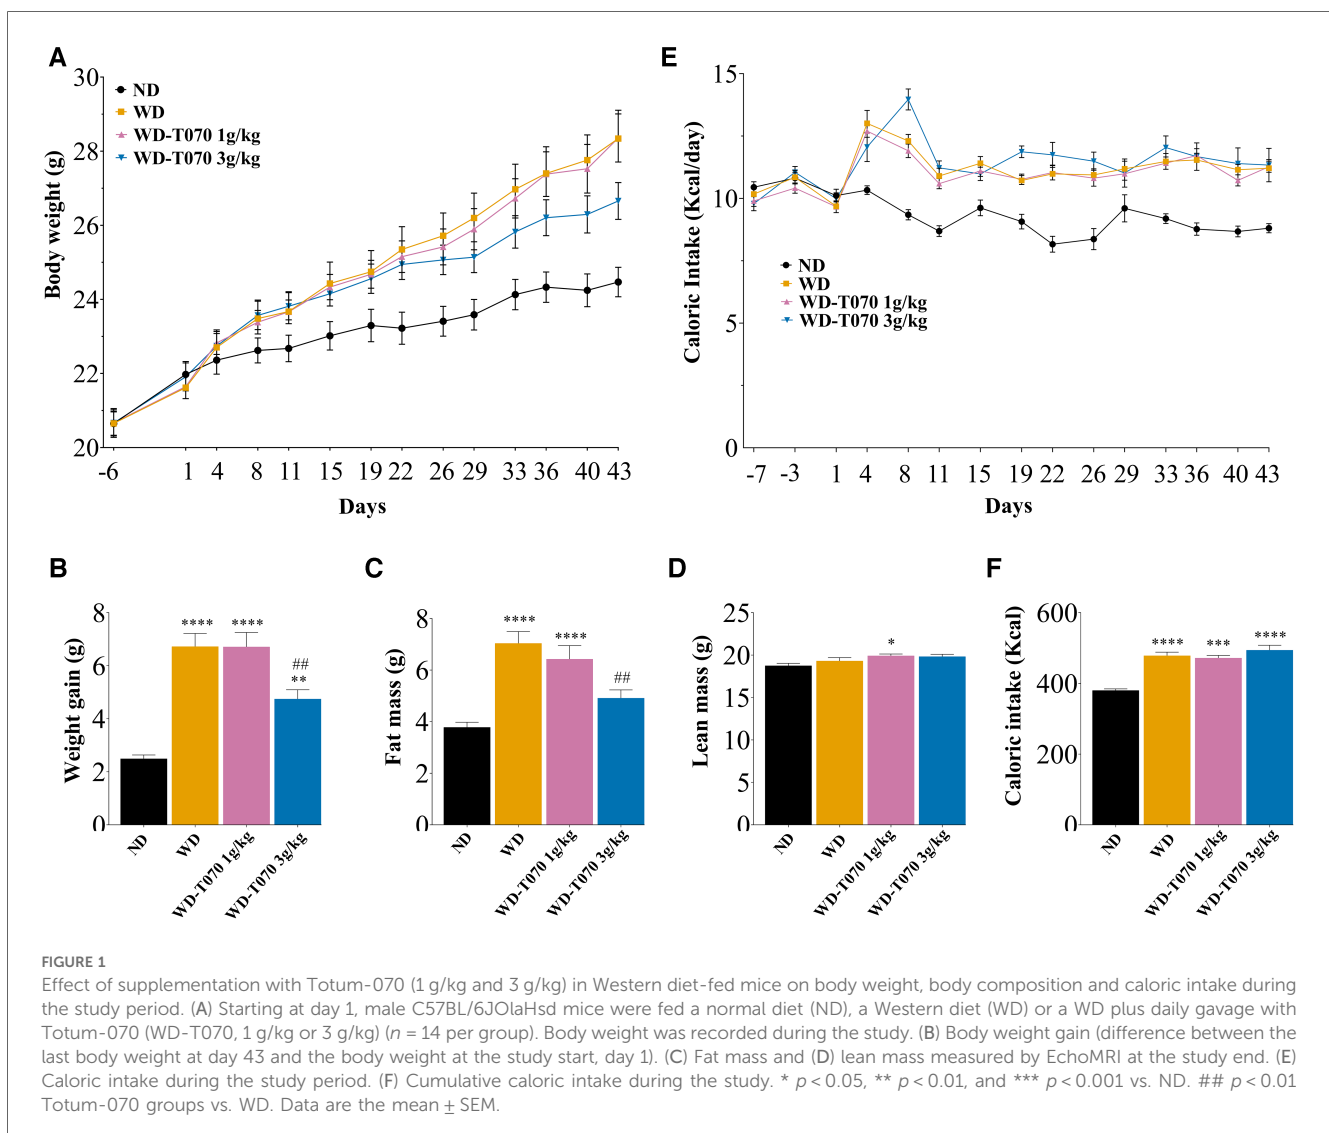 A
30
28
26
24
22
20
Body weight (g)
ND
WD
WD-T070 1g/kg
WD-T070 3g/kg
-6 1 4 8 11 15 19 22 26 29 33 36 40 43
Days
E
15
10
5
0
Caloric Intake (Kcal/day)
ND
WD
WD-T070 1g/kg
WD-T070 3g/kg
-7 -3 1 4 8 11 15 19 22 26 29 33 36 40 43
Days
B
8
6
4
2
0
Weight gain (g)
**** ****
##
**
ND WD WD-T070 1g/kg WD-T070 3g/kg
C
8
6
4
2
0
Fat mass (g)
**** **** ##
ND WD WD-T070 1g/kg WD-T070 3g/kg
D
25
20
15
10
5
0
Lean mass (g)
*
ND WD WD-T070 1g/kg WD-T070 3g/kg
F
600
400
200
0
Caloric intake (Kcal)
**** *** ****
ND WD WD-T070 1g/kg WD-T070 3g/kg
FIGURE 1
Effect of supplementation with Totum-070 (1 g/kg and 3 g/kg) in Western diet-fed mice on body weight, body composition and caloric intake during
the study period. (A) Starting at day 1, male C57BL/6JOlaHsd mice were fed a normal diet (ND), a Western diet (WD) or a WD plus daily gavage with
Totum-070 (WD-T070, 1 g/kg or 3 g/kg) (n = 14 per group). Body weight was recorded during the study. (B) Body weight gain (difference between the
last body weight at day 43 and the body weight at the study start, day 1). (C) Fat mass and (D) lean mass measured by EchoMRI at the study end. (E)
Caloric intake during the study period. (F) Cumulative caloric intake during the study. * p < 0.05, ** p < 0.01, and *** p < 0.001 vs. ND. ## p < 0.01
Totum-070 groups vs. WD. Data are the mean ± SEM.